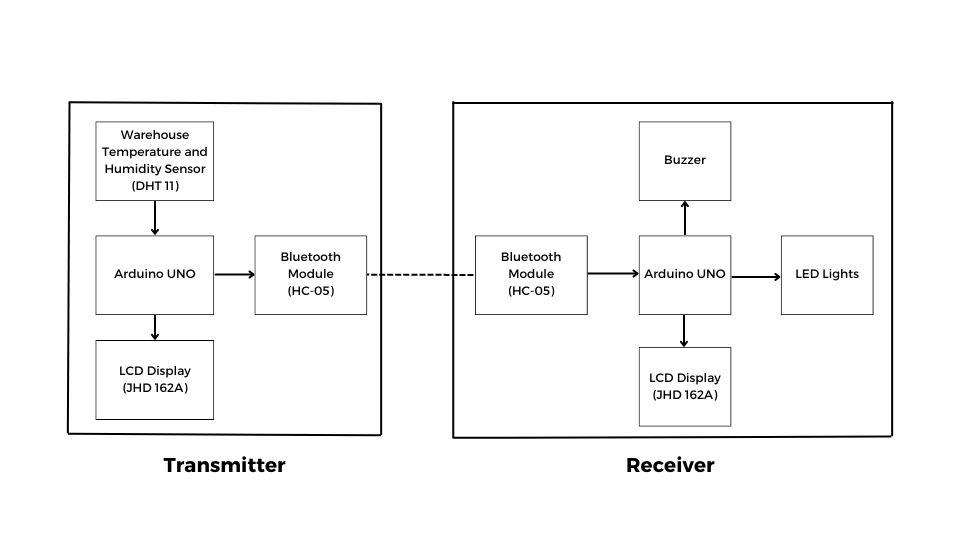 Warehouse
Temperature and
Humidity Sensor
(DHT 11)
Arduino UNO
Bluetooth
Module
(HC-05)
LCD Display
(JHD 162A)
Transmitter
Buzzer
Bluetooth
Module
(HC-05)
Arduino UNO
LED Lights
LCD Display
(JHD 162A)
Receiver